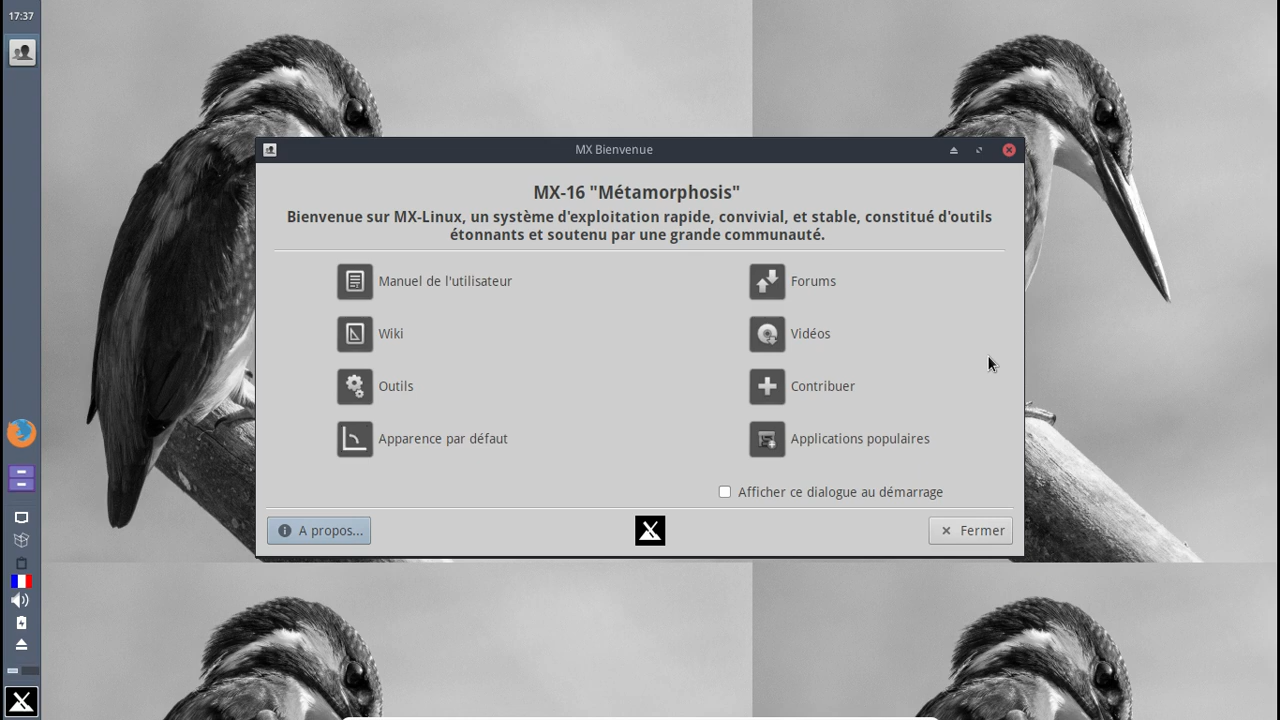 17:37
MX Bienvenue
MX-16 "Métamorphosis"
Bienvenue sur MX-Linux, un système d'exploitation rapide, convivial, et stable, constitué d'outils
étonnants et soutenu par une grande communauté.
Manuel de l'utilisateur
Forums
Wiki
Vidéos
Outils
Contribuer
Apparence par défaut
Applications populaires
Afficher ce dialogue au démarrage
A propos...
Fermer